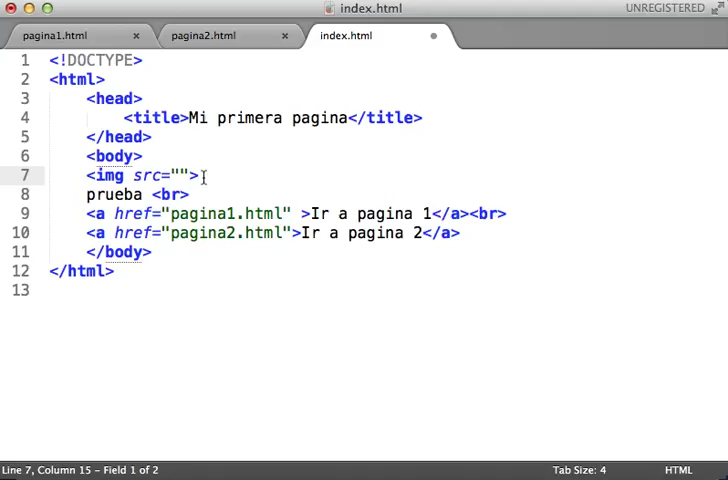 index.html
UNREGISTERED
pagina1.html × pagina2.html × index.html
1 <!DOCTYPE>
2 <html>
3 <head>
4 <title>Mi primera pagina</title>
5 </head>
6 <body>
7 <img src="">
8 prueba <br>
9 <a href="pagina1.html" >Ir a pagina 1</a><br>
10 <a href="pagina2.html">Ir a pagina 2</a>
11 </body>
12 </html>
13
Line 7, Column 15 – Field 1 of 2
Tab Size: 4
HTML